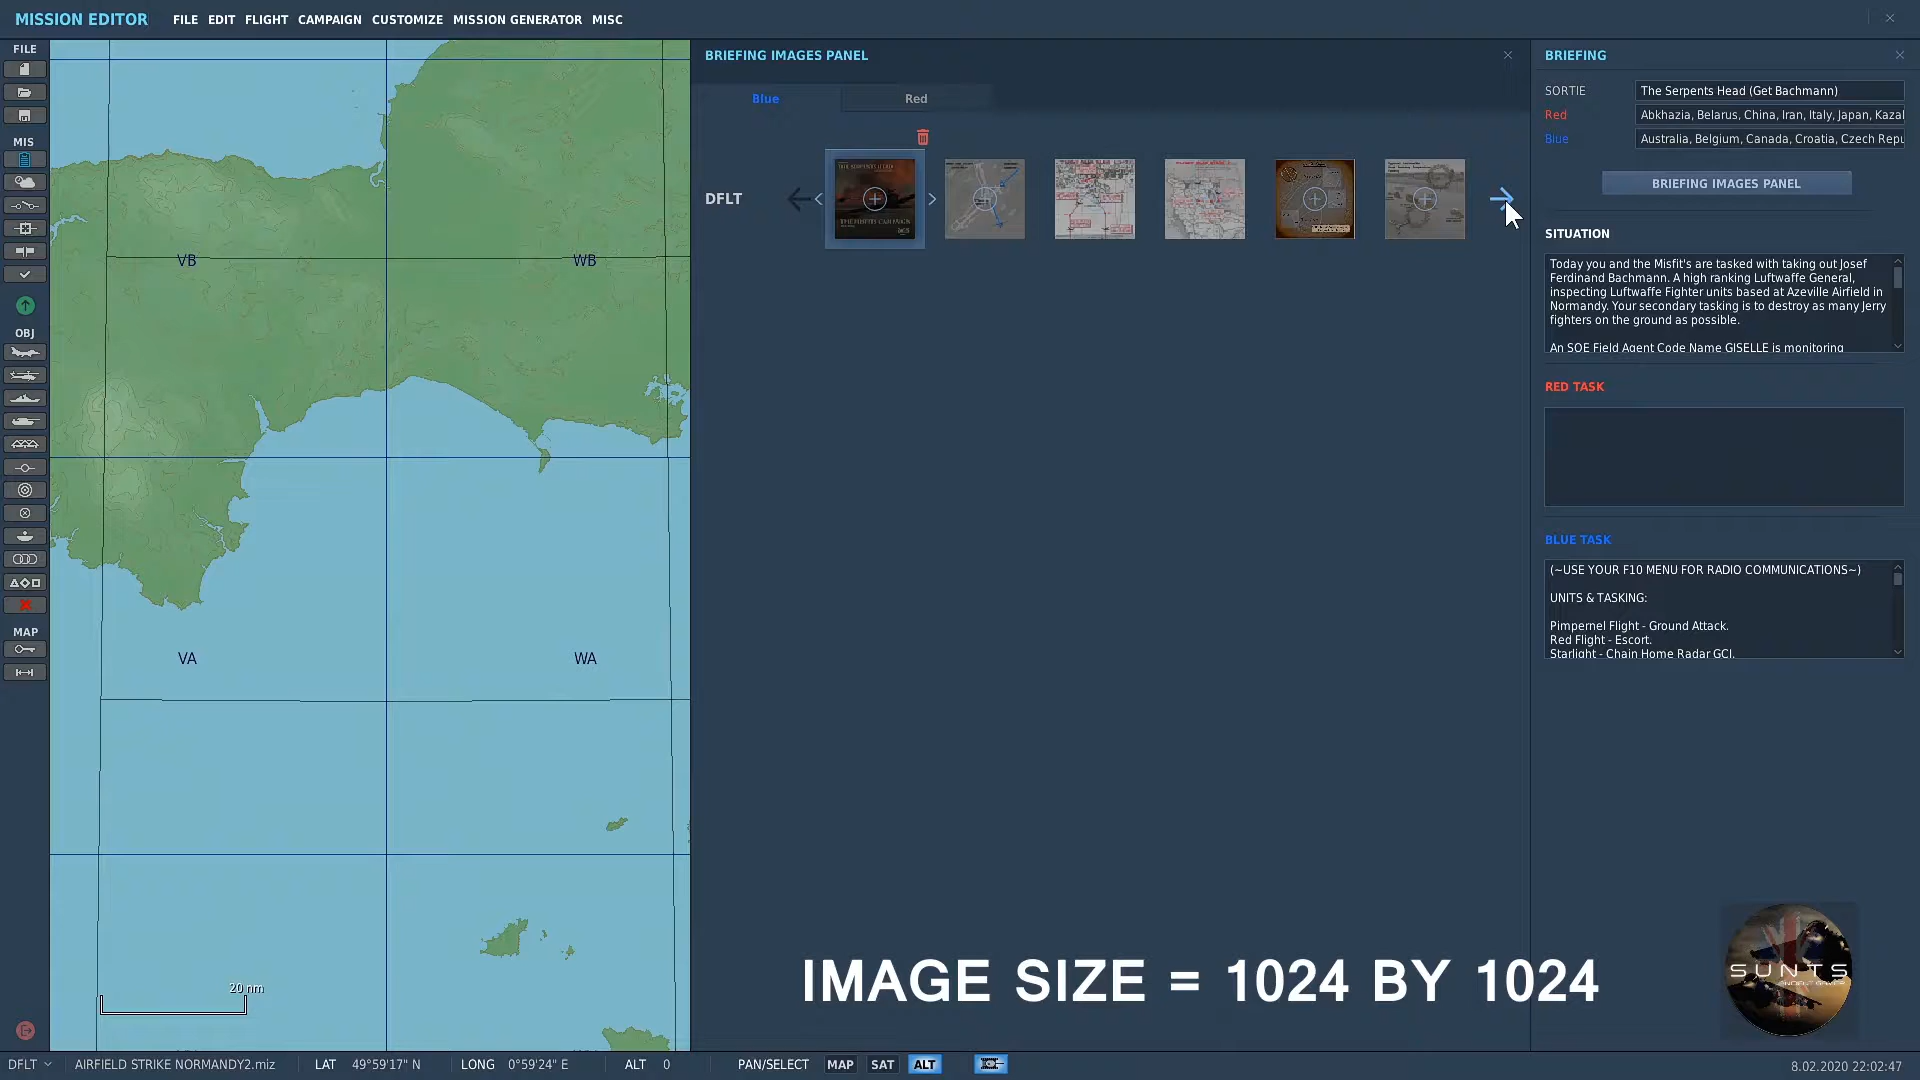 MISSION EDITOR
FILE EDIT FLIGHT CAMPAIGN CUSTOMIZE MISSION GENERATOR MISC
FILE
MIS
OBJ
MAP
VB
WB
VA
WA
20 nm
BRIEFING IMAGES PANEL
Blue
Red
DFLT
IMAGE SIZE = 1024 BY 1024
BRIEFING
SORTIE The Serpents Head (Get Bachmann)
Red Abkhazia, Belarus, China, Iran, Italy, Japan, Kazal
Blue Australia, Belgium, Canada, Croatia, Czech Repu
BRIEFING IMAGES PANEL
SITUATION
Today you and the Misfit's are tasked with taking out Josef
Ferdinand Bachmann. A high ranking Luftwaffe General,
inspecting Luftwaffe Fighter units based at Azeville Airfield in
Normandy. Your secondary tasking is to destroy as many Jerry
fighters on the ground as possible.
An SOE Field Agent Code Name GISELLE is monitoring
RED TASK
BLUE TASK
(~USE YOUR F10 MENU FOR RADIO COMMUNICATIONS~)
UNITS & TASKING:
Pimpernel Flight - Ground Attack.
Red Flight - Escort.
Starlight - Chain Home Radar GCI.
SUNTS
DFLT AIRFIELD STRIKE NORMANDY2.miz LAT 49°59'17" N LONG 0°59'24" E ALT 0 PAN/SELECT MAP SAT ALT 8.02.2020 22:02:47